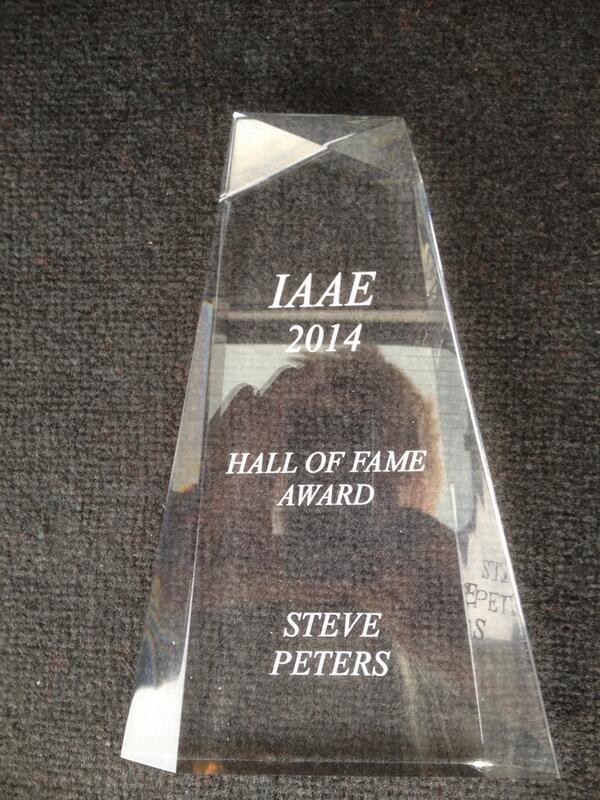 IAAE
2014
HALL OF FAME
AWARD
STEVE
PETERS